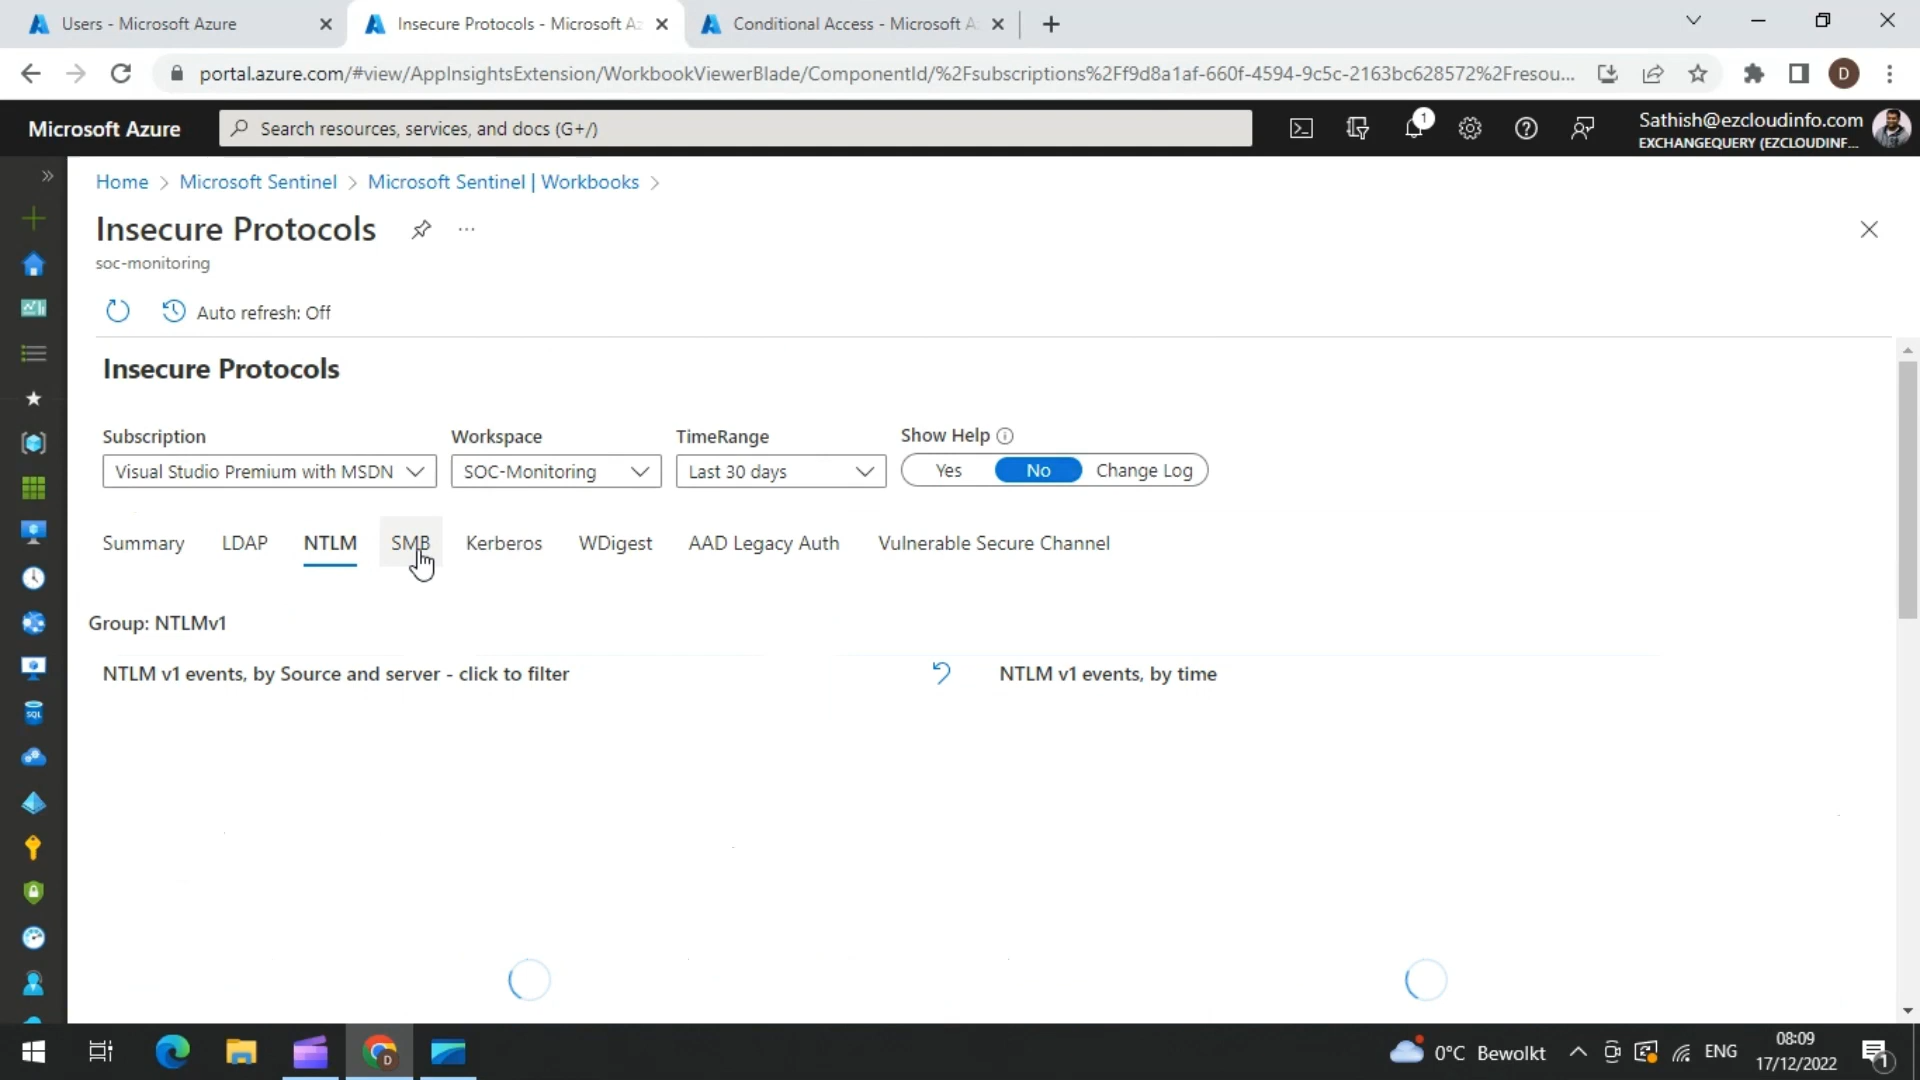 Users - Microsoft Azure
Insecure Protocols - Microsoft Az
Conditional Access - Microsoft A
portal.azure.com/#view/AppInsightsExtension/WorkbookViewerBlade/ComponentId/%2Fsubscriptions%2Ff9d8a1af-660f-4594-9c5c-2163bc628572%2Fresou...
D
Microsoft Azure
Search resources, services, and docs (G+/)
1
Sathish@ezcloudinfo.com
EXCHANGEQUERY (EZCLOUDINF...
Home > Microsoft Sentinel > Microsoft Sentinel | Workbooks >
Insecure Protocols
soc-monitoring
Auto refresh: Off
Insecure Protocols
Subscription Workspace TimeRange Show Help
Visual Studio Premium with MSDN SOC-Monitoring Last 30 days Yes No Change Log
Summary LDAP NTLM SMB Kerberos WDigest AAD Legacy Auth Vulnerable Secure Channel
Group: NTLMv1
NTLM v1 events, by Source and server - click to filter
NTLM v1 events, by time
SQL
D
0°C Bewolkt
ENG
08:09
17/12/2022
1